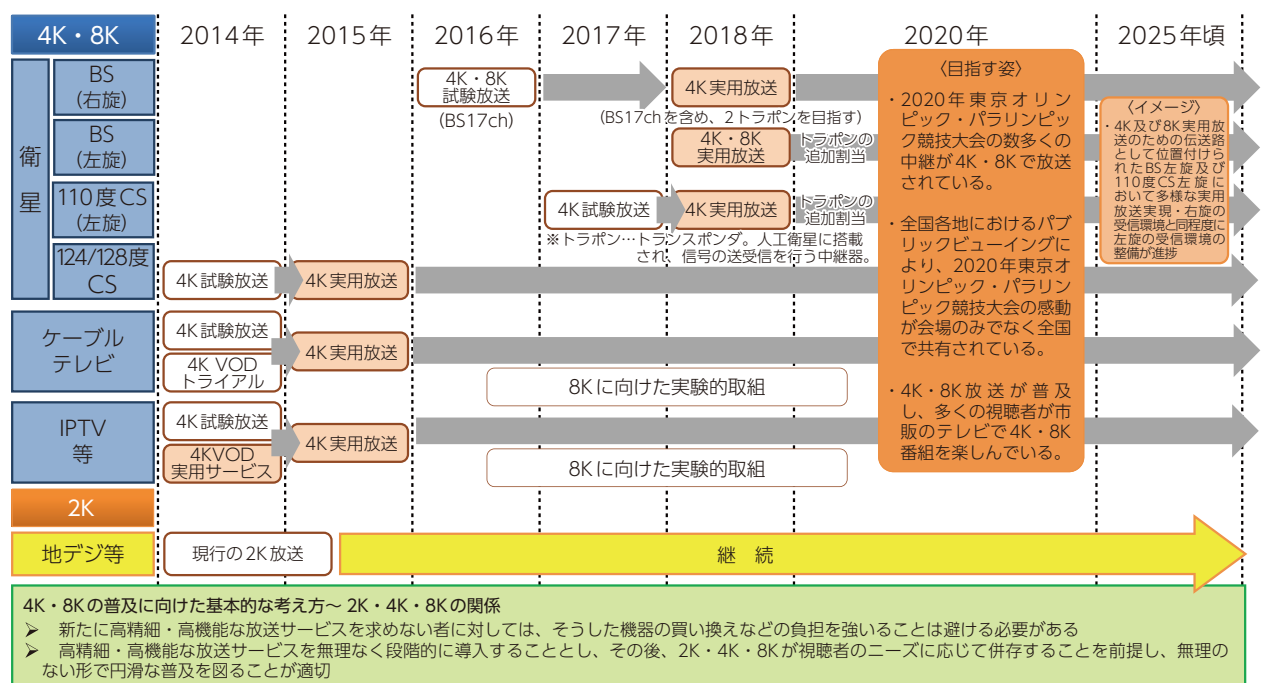 4K・8K
2014年
2015年
2016年
2017年
2018年
2020年
2025年頃
衛星
BS
(右旋)
4K・8K
試験放送
(BS17ch)
4K実用放送
(BS17chを含め、2トラポンを目指す)
BS
(左旋)
4K・8K
実用放送
トラポンの
追加割当
110度CS
(左旋)
4K試験放送
4K実用放送
トラポンの
追加割当
※トラポン…トランスポンダ。人工衛星に搭載
され、信号の送受信を行う中継器。
124/128度
CS
4K試験放送
4K実用放送
ケーブル
テレビ
4K試験放送
4K VOD
トライアル
4K実用放送
8Kに向けた実験的取組
IPTV
等
4K試験放送
4KVOD
実用サービス
4K実用放送
8Kに向けた実験的取組
〈目指す姿〉
・2020年東京オリン
ピック・パラリンピッ
ク競技大会の数多くの
中継が4K・8Kで放送
されている。
・全国各地におけるパブ
リックビューイングに
より、2020年東京オ
リンピック・パラリン
ピック競技大会の感動
が会場のみでなく全国
で共有されている。
・4K・8K放送が普及
し、多くの視聴者が市
販のテレビで4K・8K
番組を楽しんでいる。
〈イメージ〉
・4K及び8K実用放
送のための伝送路
として位置付けら
れたBS左旋及び
110度CS左旋に
おいて多様な実用
放送実現・右旋の
受信環境と同程度に
左旋の受信環境の
整備が進捗
2K
地デジ等
現行の2K放送
継 続
4K・8Kの普及に向けた基本的な考え方～ 2K・4K・8Kの関係
➢ 新たに高精細・高機能な放送サービスを求めない者に対しては、そうした機器の買い換えなどの負担を強いることは避ける必要がある
➢ 高精細・高機能な放送サービスを無理なく段階的に導入することとし、その後、2K・4K・8Kが視聴者のニーズに応じて併存することを前提し、無理の
ない形で円滑な普及を図ることが適切